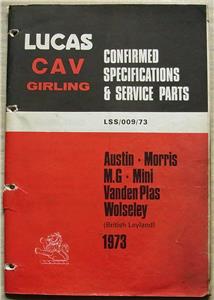 LUCAS
CAV
GIRLING
CONFIRMED
SPECIFICATIONS
& SERVICE PARTS
LSS/009/73
Austin · Morris
M.G · Mini
Vanden Plas
Wolseley
(British Leyland)
1973